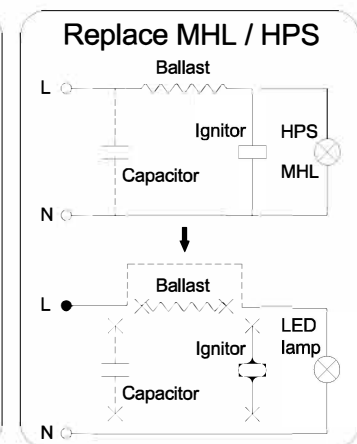 Replace MHL / HPS
Ballast
L
Ignitor
HPS
MHL
Capacitor
N
Ballast
L
LED
lamp
Ignitor
Capacitor
N